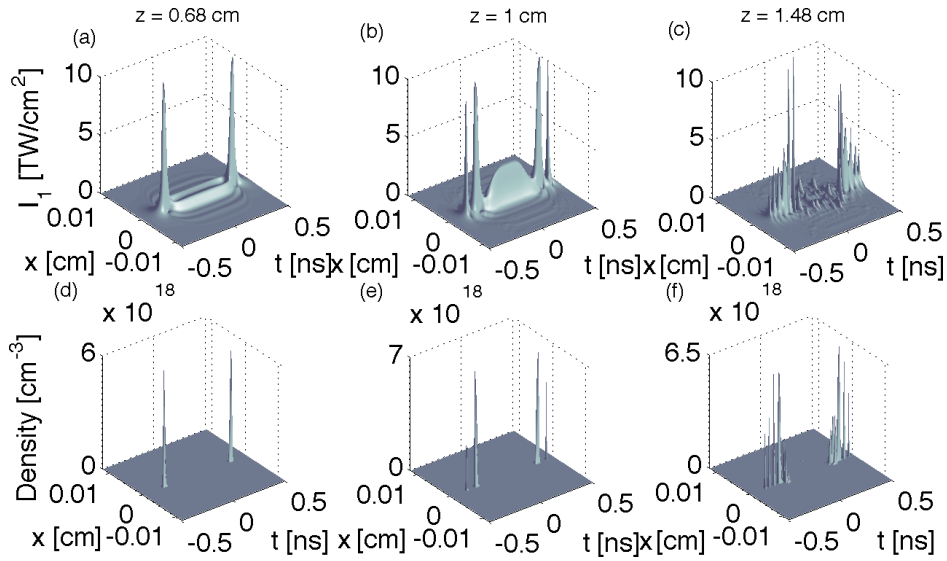 z = 0.68 cm
z = 1 cm
z = 1.48 cm
(a)
(b)
(c)
10
5
0
I1 [TW/cm2]
0.01
0
-0.01
x [cm]
-0.5
0
0.5
t [ns]
10
5
0
0.01
0
-0.01
x [cm]
-0.5
0
0.5
t [ns]
10
5
0
0.01
0
-0.01
x [cm]
-0.5
0
0.5
t [ns]
(d)
(e)
(f)
x 10^18
6
0
Density [cm-3]
0.01
0
-0.01
x [cm]
-0.5
0
0.5
t [ns]
x 10^18
7
0
0.01
0
-0.01
x [cm]
-0.5
0
0.5
t [ns]
x 10^18
6.5
0
0.01
0
-0.01
x [cm]
-0.5
0
0.5
t [ns]